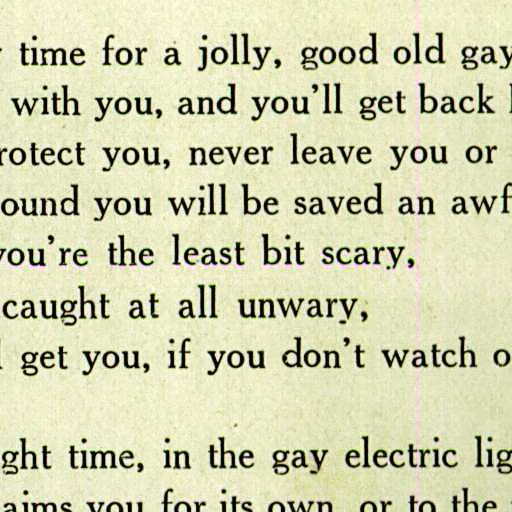 time for a jolly, good old gay
with you, and you'll get back
rotect you, never leave you or
ound you will be saved an awf
you're the least bit scary,
caught at all unwary,
get you, if you don't watch o
ght time, in the gay electric lig
aims you for its own, or to the